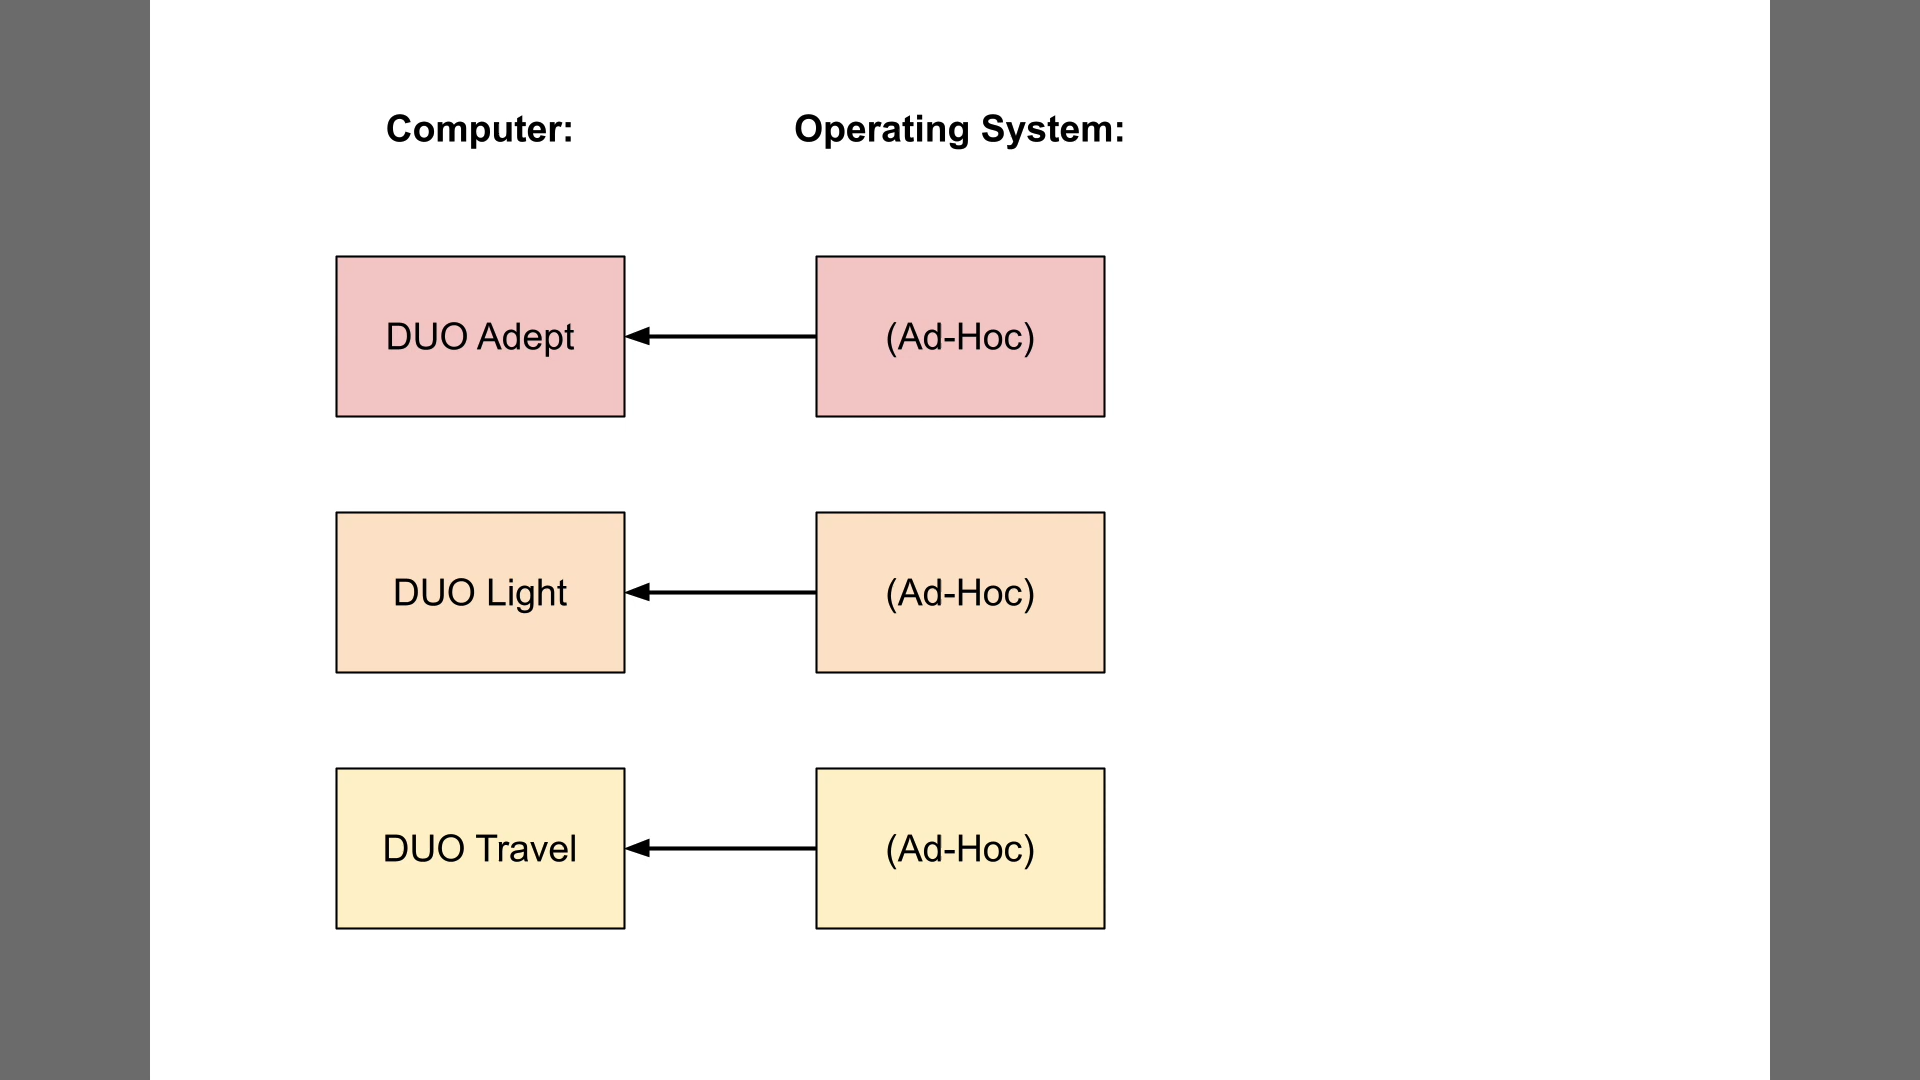 Computer:
Operating System:
DUO Adept
(Ad-Hoc)
DUO Light
(Ad-Hoc)
DUO Travel
(Ad-Hoc)